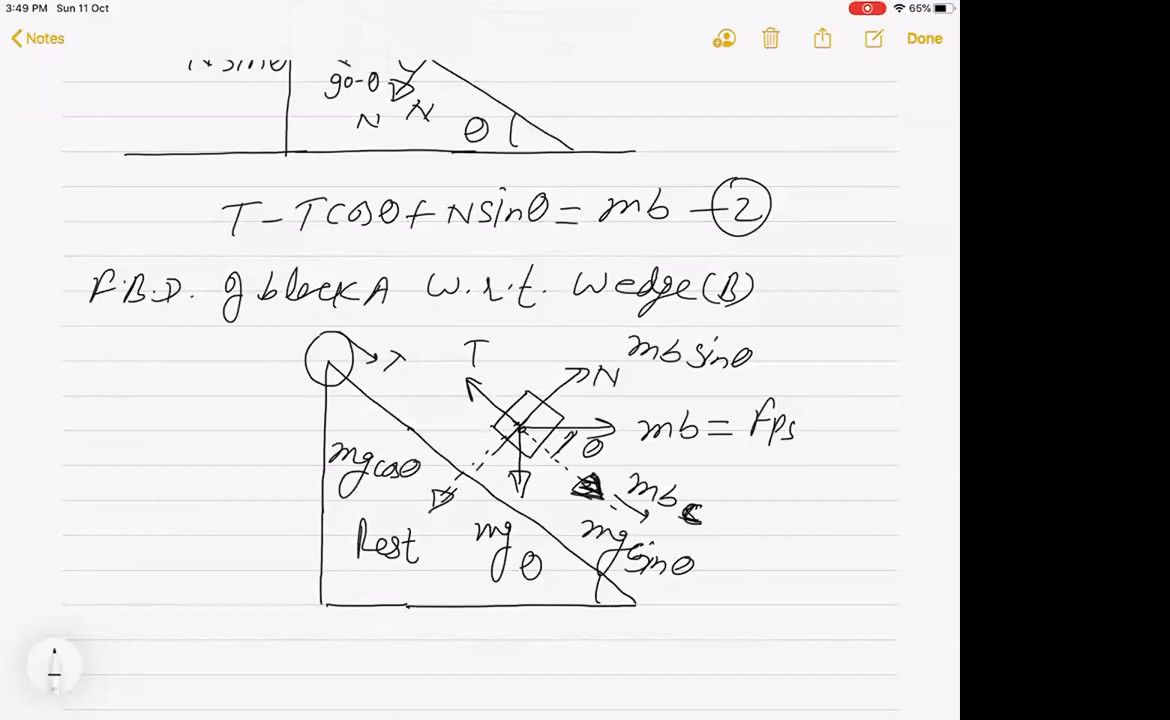 3:49 PM Sun 11 Oct 65%
Notes Done
N sinθ
90-θ
N N θ
T - T cosθ + N sinθ = mb - 2
F.B.D. of block A w.r.t. Wedge (B)
T T N mb sinθ
mg cosθ θ mb = Fps
mb c
Rest mg θ mg sinθ